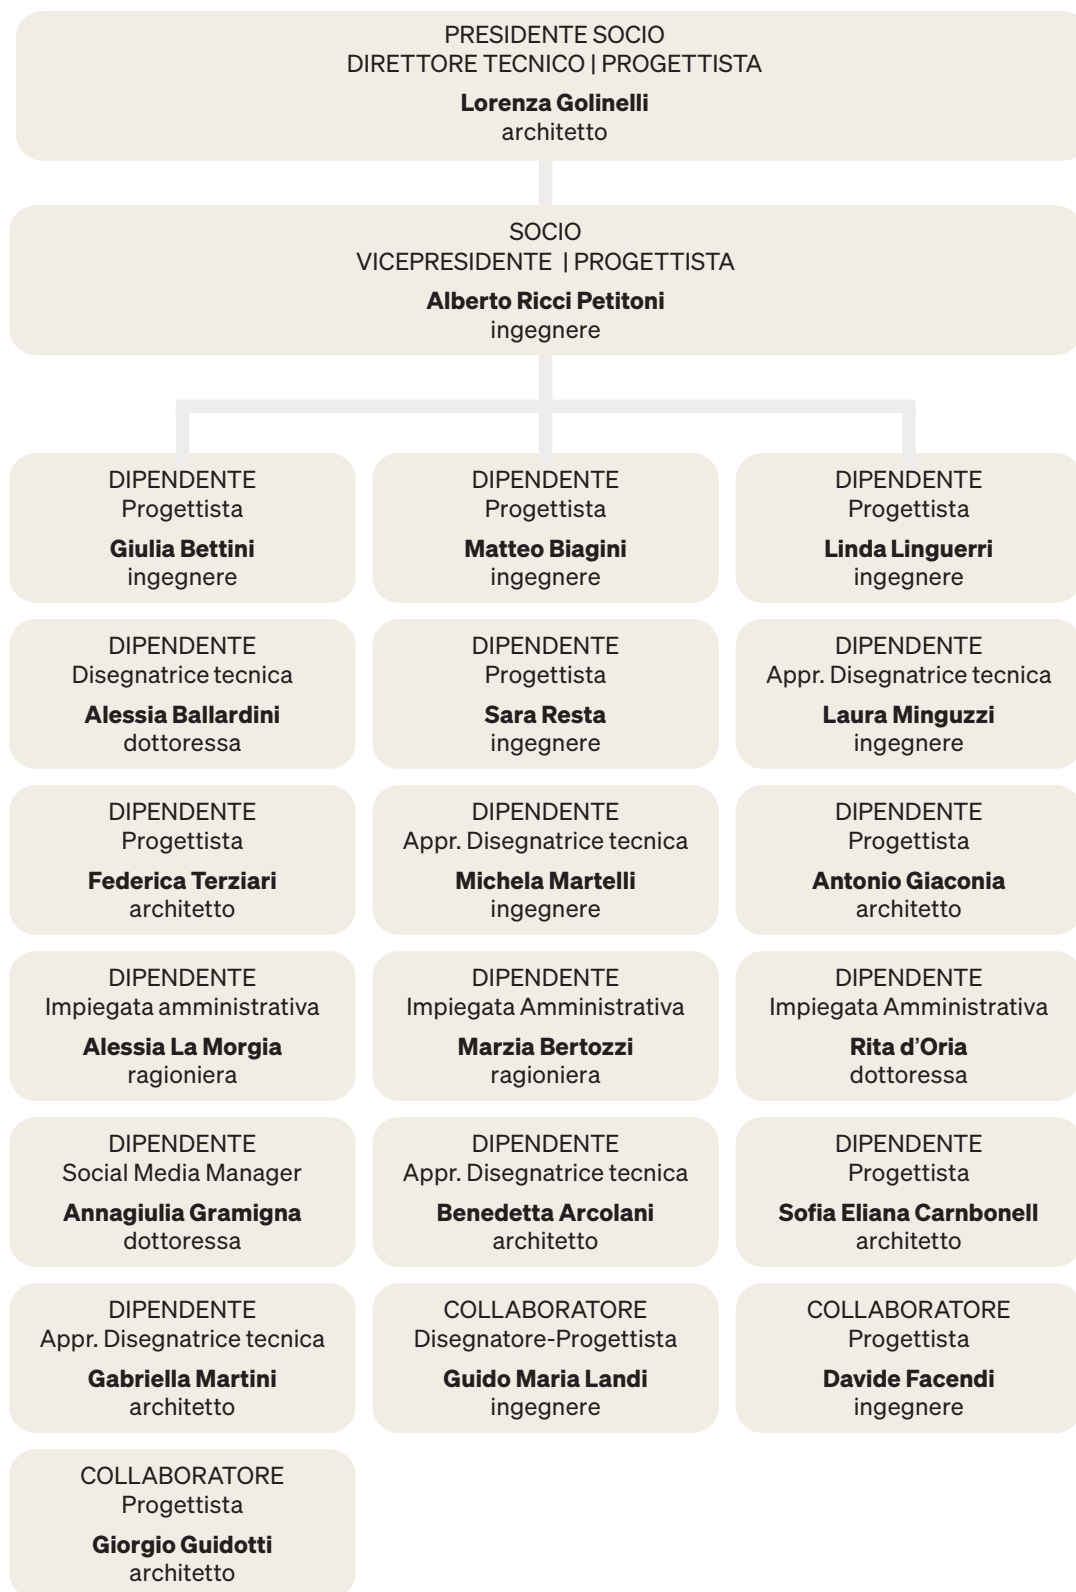 PRESIDENTE SOCIO
DIRETTORE TECNICO | PROGETTISTA
Lorenza Golinelli
architetto
SOCIO
VICEPRESIDENTE | PROGETTISTA
Alberto Ricci Petitoni
ingegnere
DIPENDENTE
Progettista
Giulia Bettini
ingegnere
DIPENDENTE
Progettista
Matteo Biagini
ingegnere
DIPENDENTE
Progettista
Linda Linguerri
ingegnere
DIPENDENTE
Disegnatrice tecnica
Alessia Ballardini
dottoressa
DIPENDENTE
Progettista
Sara Resta
ingegnere
DIPENDENTE
Appr. Disegnatrice tecnica
Laura Minguzzi
ingegnere
DIPENDENTE
Progettista
Federica Terziari
architetto
DIPENDENTE
Appr. Disegnatrice tecnica
Michela Martelli
ingegnere
DIPENDENTE
Progettista
Antonio Giaconia
architetto
DIPENDENTE
Impiegata amministrativa
Alessia La Morgia
ragioniera
DIPENDENTE
Impiegata Amministrativa
Marzia Bertozzi
ragioniera
DIPENDENTE
Impiegata Amministrativa
Rita d'Oria
dottoressa
DIPENDENTE
Social Media Manager
Annagiulia Gramigna
dottoressa
DIPENDENTE
Appr. Disegnatrice tecnica
Benedetta Arcolani
architetto
DIPENDENTE
Progettista
Sofia Eliana Carnbonell
architetto
DIPENDENTE
Appr. Disegnatrice tecnica
Gabriella Martini
architetto
COLLABORATORE
Disegnatore-Progettista
Guido Maria Landi
ingegnere
COLLABORATORE
Progettista
Davide Facendi
ingegnere
COLLABORATORE
Progettista
Giorgio Guidotti
architetto